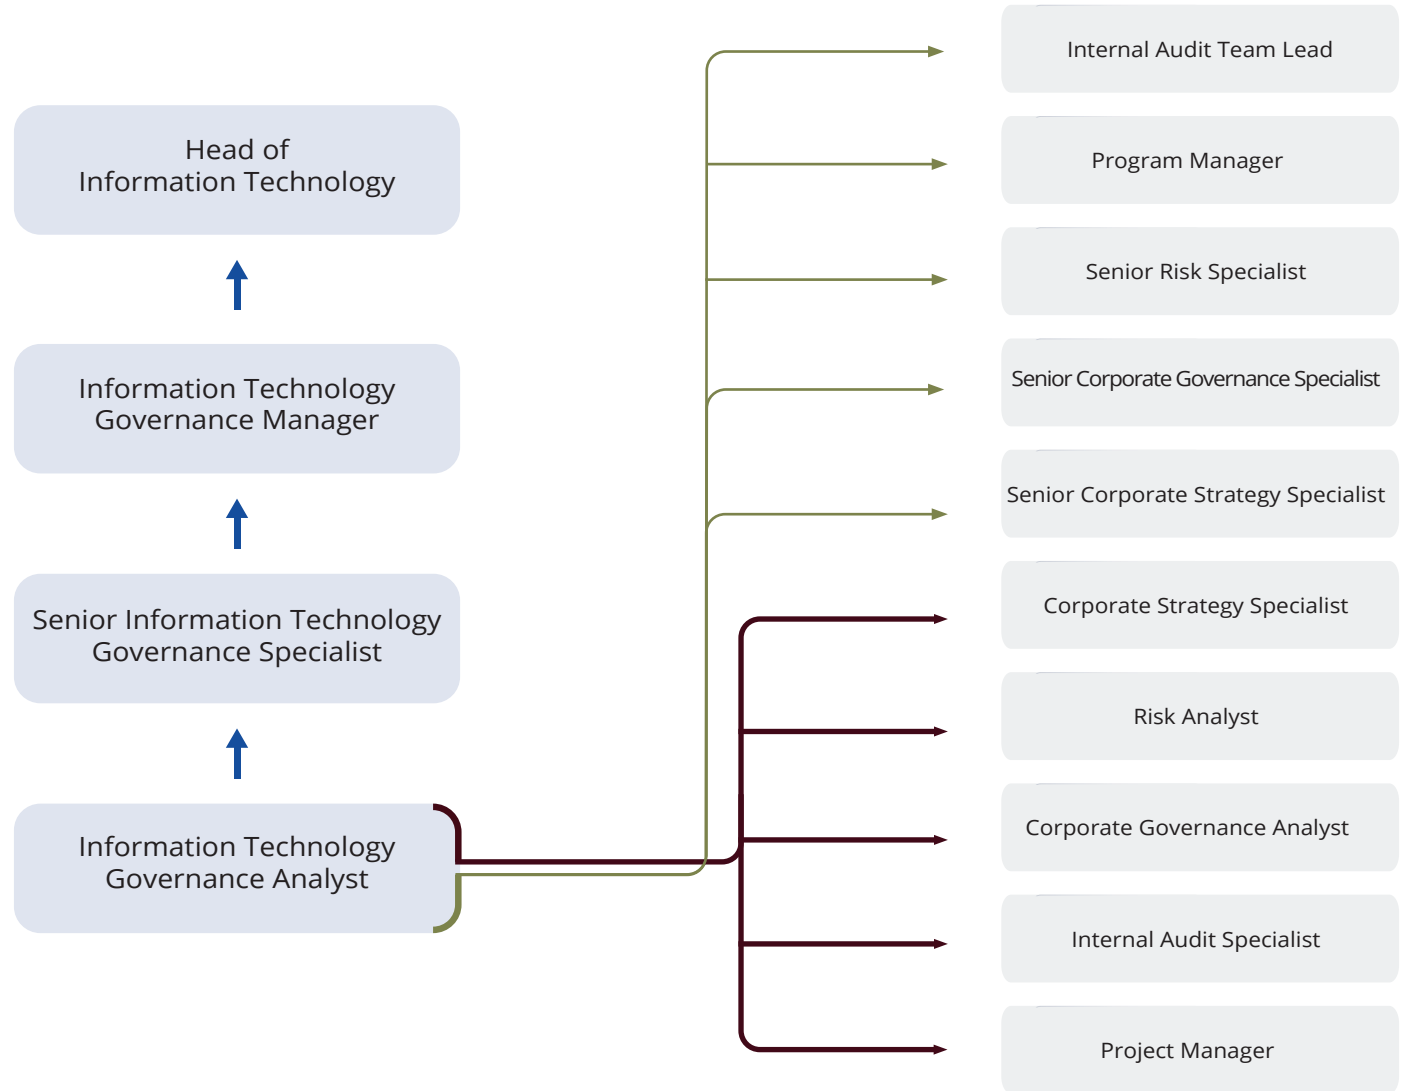 Head of
Information Technology
Information Technology
Governance Manager
Senior Information Technology
Governance Specialist
Information Technology
Governance Analyst
Internal Audit Team Lead
Program Manager
Senior Risk Specialist
Senior Corporate Governance Specialist
Senior Corporate Strategy Specialist
Corporate Strategy Specialist
Risk Analyst
Corporate Governance Analyst
Internal Audit Specialist
Project Manager